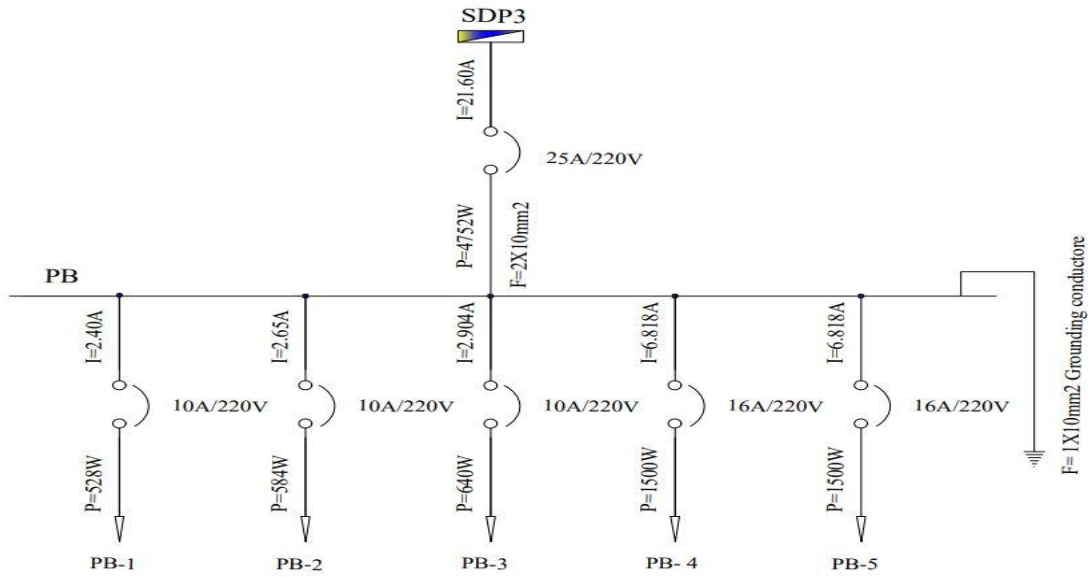 SDP3
I=21.60A
25A/220V
P=4752W
F=2X10mm2
PB
I=2.40A
I=2.65A
I=2.904A
I=6.818A
I=6.818A
10A/220V
10A/220V
10A/220V
16A/220V
16A/220V
P=528W
P=584W
P=640W
P=1500W
P=1500W
F= 1X10mm2 Grounding conductore
PB-1
PB-2
PB-3
PB- 4
PB-5